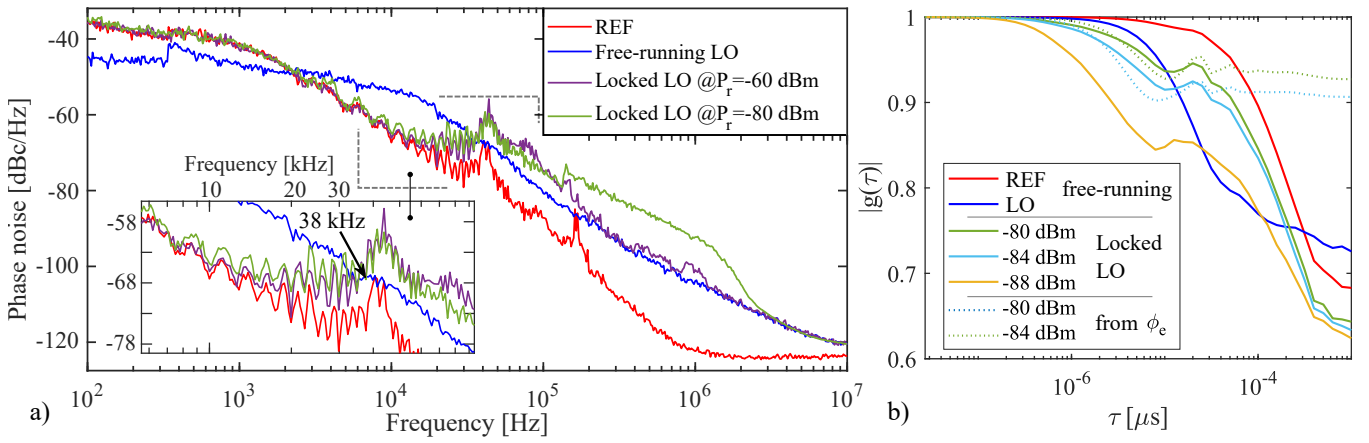 REF
Free-running LO
Locked LO @P_r=-60 dBm
Locked LO @P_r=-80 dBm
Phase noise [dBc/Hz]
-40
-60
-80
-100
-120
Frequency [kHz]
10 20 30
38 kHz
-58
-68
-78
10^2 10^3 10^4 10^5 10^6 10^7
Frequency [Hz]
a)
|g(τ)|
1
0.9
0.8
0.7
0.6
REF
LO
free-running
-80 dBm
-84 dBm
-88 dBm
Locked
LO
-80 dBm
-84 dBm
from ϕ_e
10^-6 10^-4
τ [μs]
b)